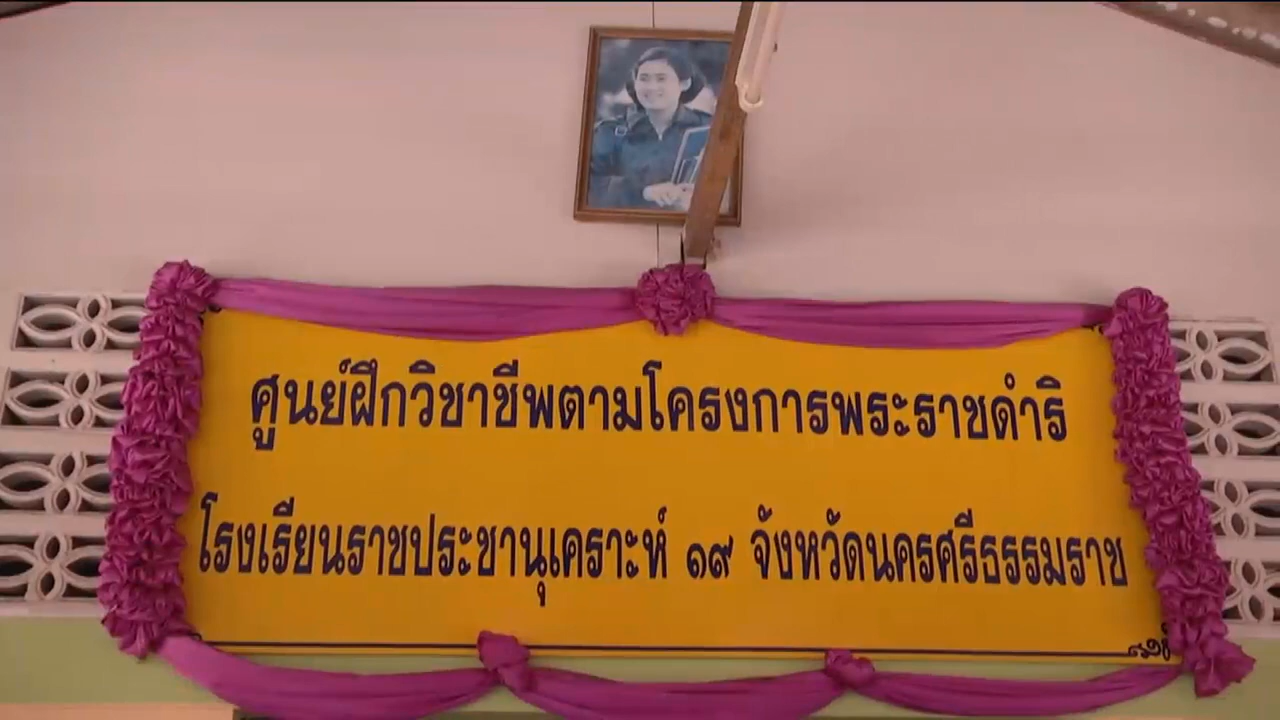 ศูนย์ฝึกวิชาชีพตามโครงการพระราชดำริ
โรงเรียนราชประชานุเคราะห์ ๑๙ จังหวัดนครศรีธรรมราช